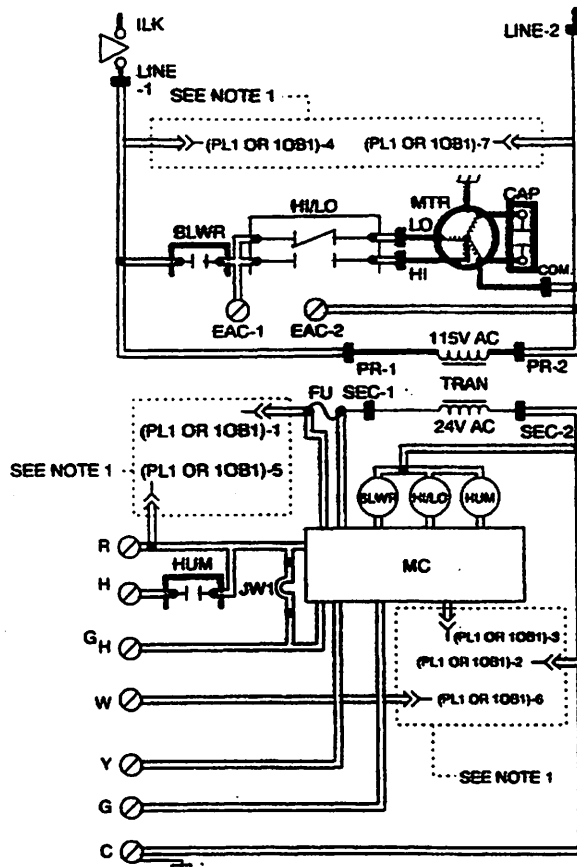 ILK
LINE-2
LINE
-1
SEE NOTE 1
(PL1 OR 1OB1)-4
(PL1 OR 1OB1)-7
HI/LO
MTR
CAP
BLWR
LO
HI
COM.
EAC-1
EAC-2
115V AC
PR-1
PR-2
TRAN
FU
SEC-1
24V AC
SEC-2
(PL1 OR 1OB1)-1
SEE NOTE 1
(PL1 OR 1OB1)-5
BLWR
HI/LO
HUM
R
HUM
MC
H
JW1
GH
(PL1 OR 1OB1)-3
(PL1 OR 1OB1)-2
W
(PL1 OR 1OB1)-6
Y
SEE NOTE 1
G
C